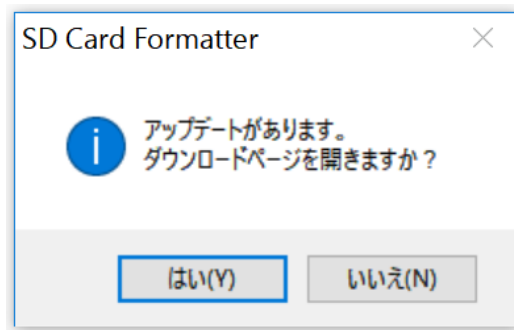 SD Card Formatter
アップデートがあります。
ダウンロードページを開きますか？
はい(Y)
いいえ(N)